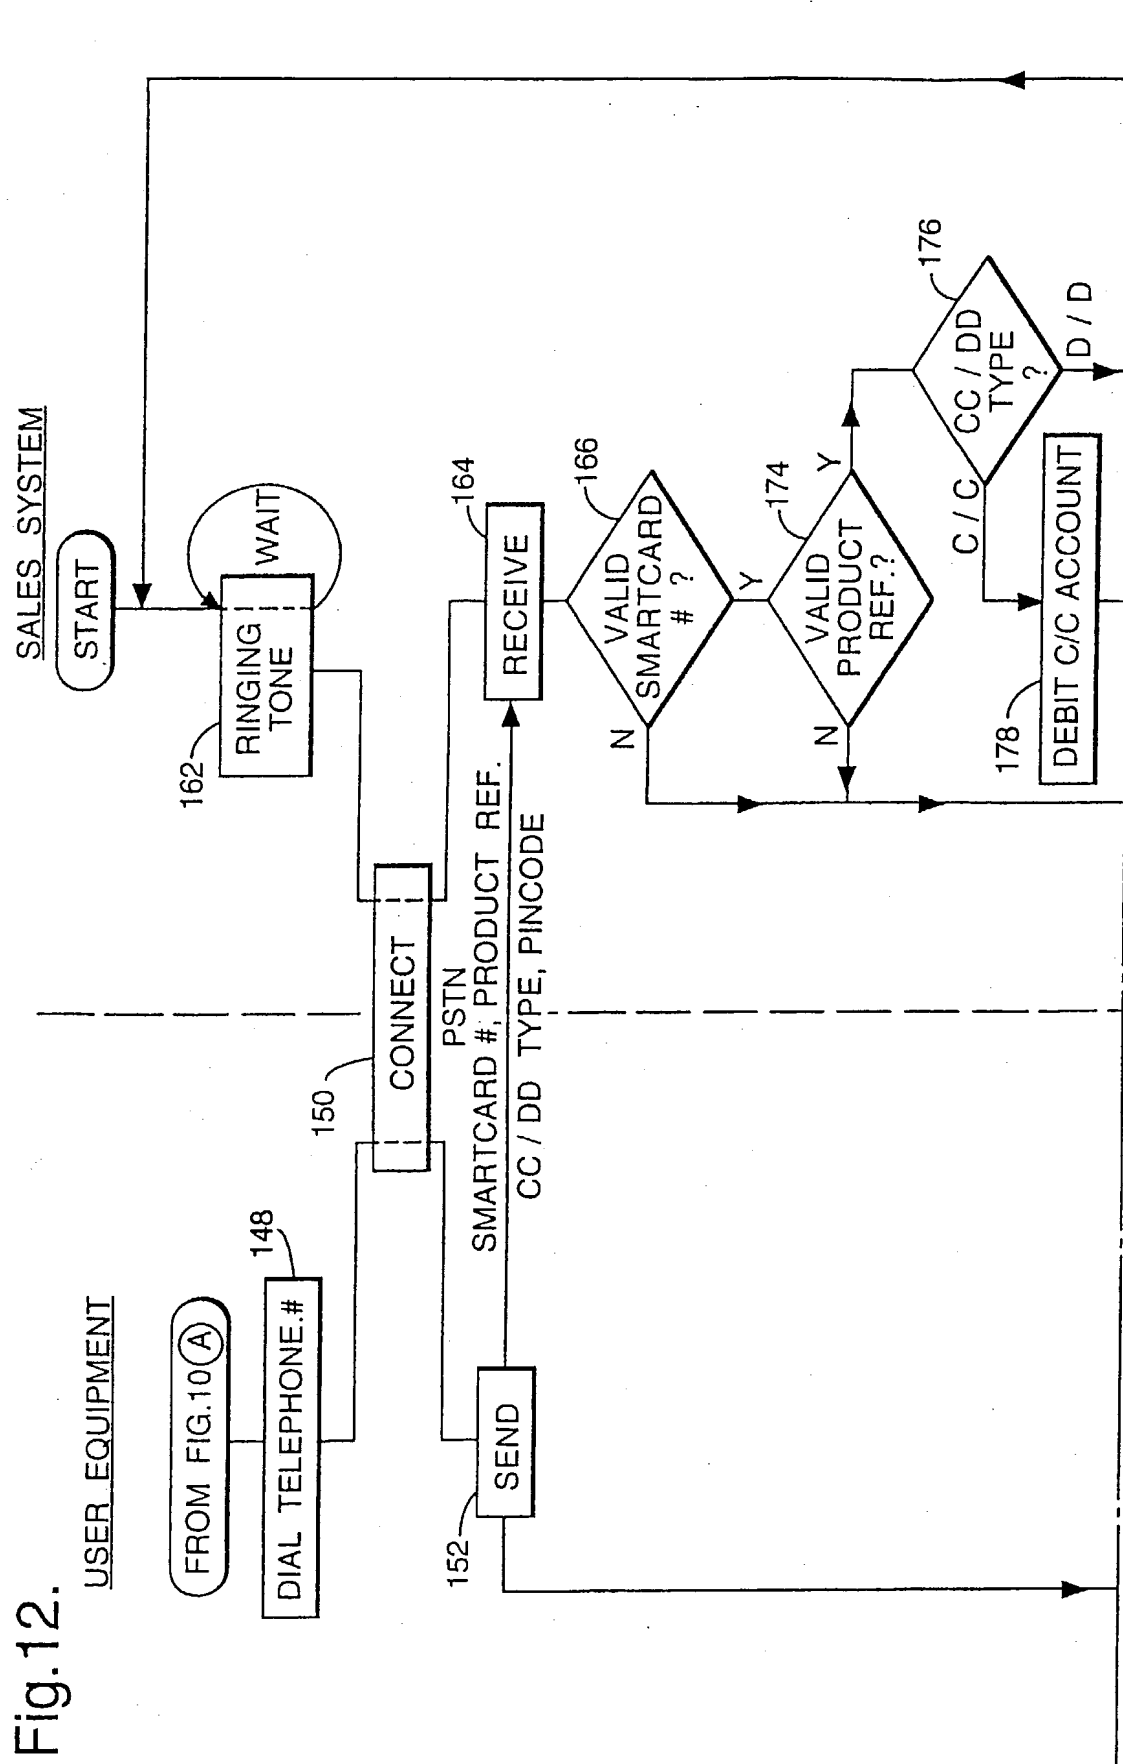 Fig.12.
USER EQUIPMENT
SALES SYSTEM
START
FROM FIG.10 A
148
DIAL TELEPHONE.#
162
RINGING
TONE
WAIT
150
CONNECT
PSTN
152
SEND
SMARTCARD #, PRODUCT REF.
CC / DD TYPE, PINCODE
164
RECEIVE
166
VALID
SMARTCARD
# ?
N
Y
174
VALID
PRODUCT
REF.?
N
Y
176
CC / DD
TYPE
?
C / C
D / D
178
DEBIT C/C ACCOUNT